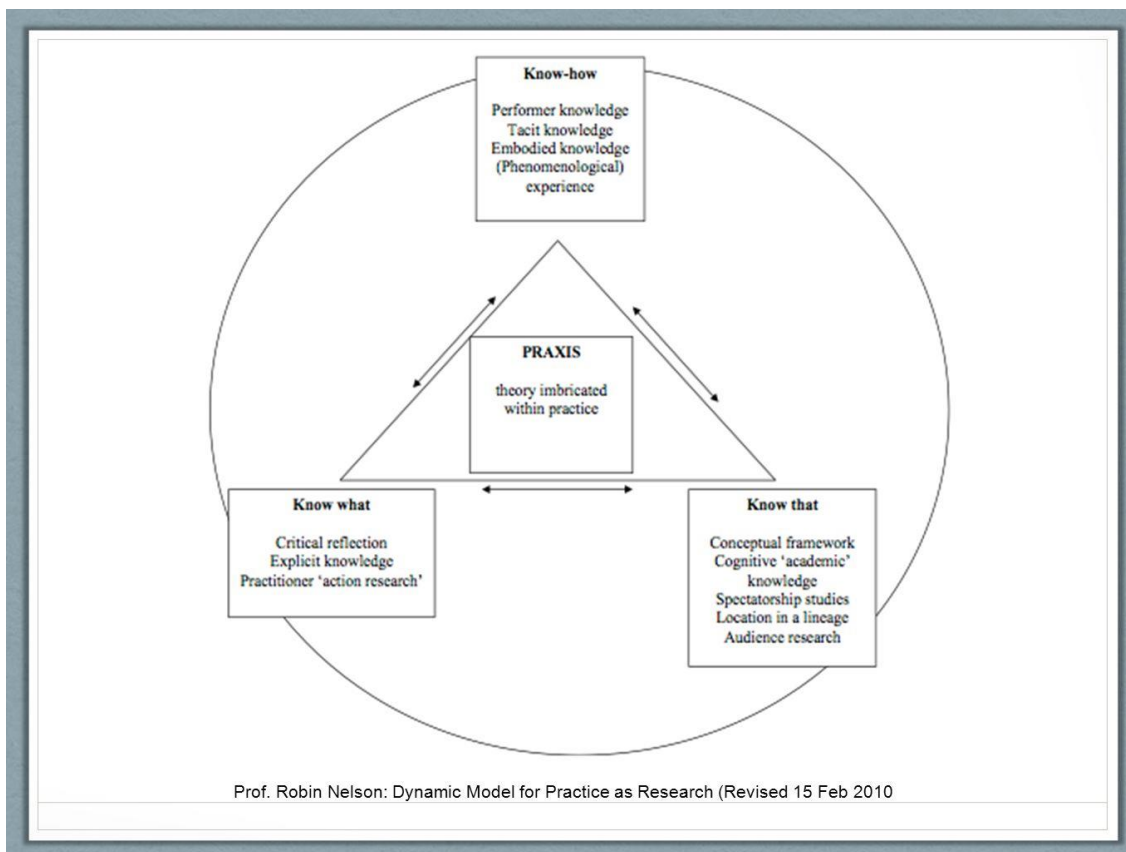 Know-how
Performer knowledge
Tacit knowledge
Embodied knowledge
(Phenomenological)
experience
PRAXIS
theory imbricated
within practice
Know what
Critical reflection
Explicit knowledge
Practitioner ‘action research’
Know that
Conceptual framework
Cognitive ‘academic’
knowledge
Spectatorship studies
Location in a lineage
Audience research
Prof. Robin Nelson: Dynamic Model for Practice as Research (Revised 15 Feb 2010